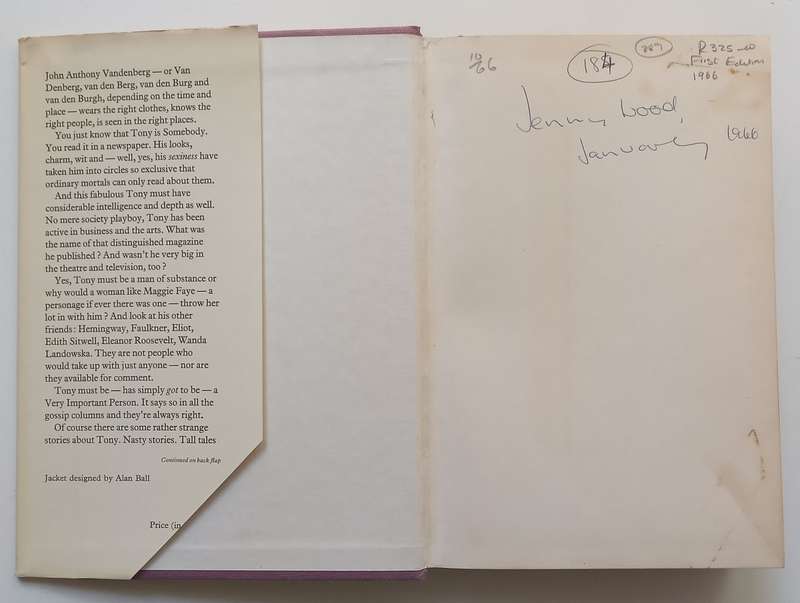 John Anthony Vandenberg — or Van
Denberg, van den Berg, van den Burg and
van den Burgh, depending on the time and
place — wears the right clothes, knows the
right people, is seen in the right places.
You just know that Tony is Somebody.
You read it in a newspaper. His looks,
charm, wit and — well, yes, his sexiness have
taken him into circles so exclusive that
ordinary mortals can only read about them.
And this fabulous Tony must have
considerable intelligence and depth as well.
No mere society playboy, Tony has been
active in business and the arts. What was
the name of that distinguished magazine
he published ? And wasn't he very big in
the theatre and television, too ?
Yes, Tony must be a man of substance or
why would a woman like Maggie Faye — a
personage if ever there was one — throw her
lot in with him ? And look at his other
friends: Hemingway, Faulkner, Eliot,
Edith Sitwell, Eleanor Roosevelt, Wanda
Landowska. They are not people who
would take up with just anyone — nor are
they available for comment.
Tony must be — has simply got to be — a
Very Important Person. It says so in all the
gossip columns and they're always right.
Of course there are some rather strange
stories about Tony. Nasty stories. Tall tales
Continued on back flap
Jacket designed by Alan Ball
Price (in
10/66
184
R325
First Edition
1966
Jenny Wood,
January 1966